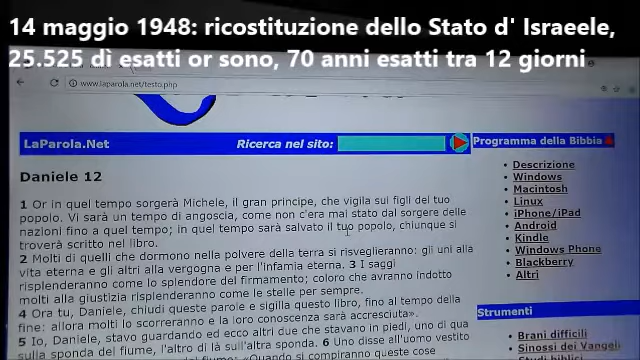 14 maggio 1948: ricostituzione dello Stato d' Israeele,
25.525 dì esatti or sono, 70 anni esatti tra 12 giorni
www.laparola.net/testo.php
LaParola.Net
Ricerca nel sito:
Programma della Bibbia
Daniele 12
1 Or in quel tempo sorgerà Michele, il gran principe, che vigila sui figli del tuo
popolo. Vi sarà un tempo di angoscia, come non c'era mai stato dal sorgere delle
nazioni fino a quel tempo; in quel tempo sarà salvato il tuo popolo, chiunque si
troverà scritto nel libro.
2 Molti di quelli che dormono nella polvere della terra si risveglieranno: gli uni alla
vita eterna e gli altri alla vergogna e per l'infamia eterna. 3 I saggi
risplenderanno come lo splendore del firmamento; coloro che avranno indotto
molti alla giustizia risplenderanno come le stelle per sempre.
4 Ora tu, Daniele, chiudi queste parole e sigilla questo libro, fino al tempo della
fine: allora molti lo scorreranno e la loro conoscenza sarà accresciuta».
5 Io, Daniele, stavo guardando ed ecco altri due che stavano in piedi, uno di qua
sulla sponda del fiume, l'altro di là sull'altra sponda. 6 Uno disse all'uomo vestito
fiume: «Quando si compiranno queste cose
Descrizione
Windows
Macintosh
Linux
iPhone/iPad
Android
Kindle
Windows Phone
Blackberry
Altri
Strumenti
Brani difficili
Sinossi dei Vangeli
Studi biblici